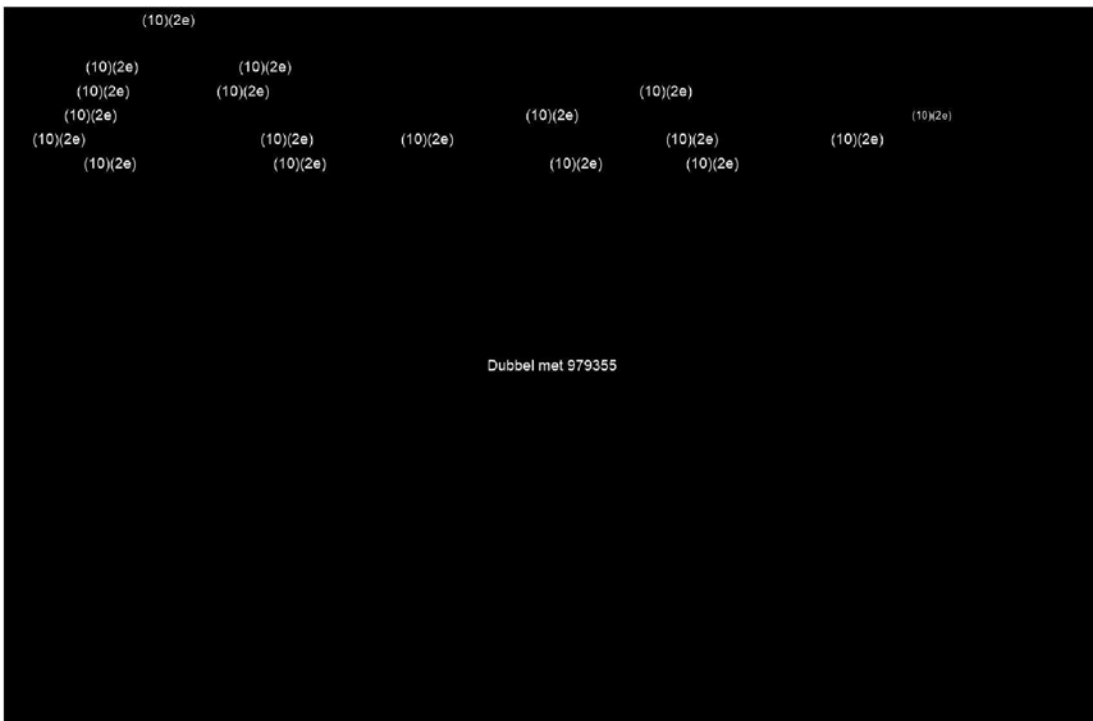 (10)(2e)
(10)(2e) (10)(2e)
(10)(2e) (10)(2e) (10)(2e)
(10)(2e) (10)(2e) (10)(2e)
(10)(2e) (10)(2e) (10)(2e) (10)(2e) (10)(2e)
(10)(2e) (10)(2e) (10)(2e) (10)(2e)
Dubbel met 979355